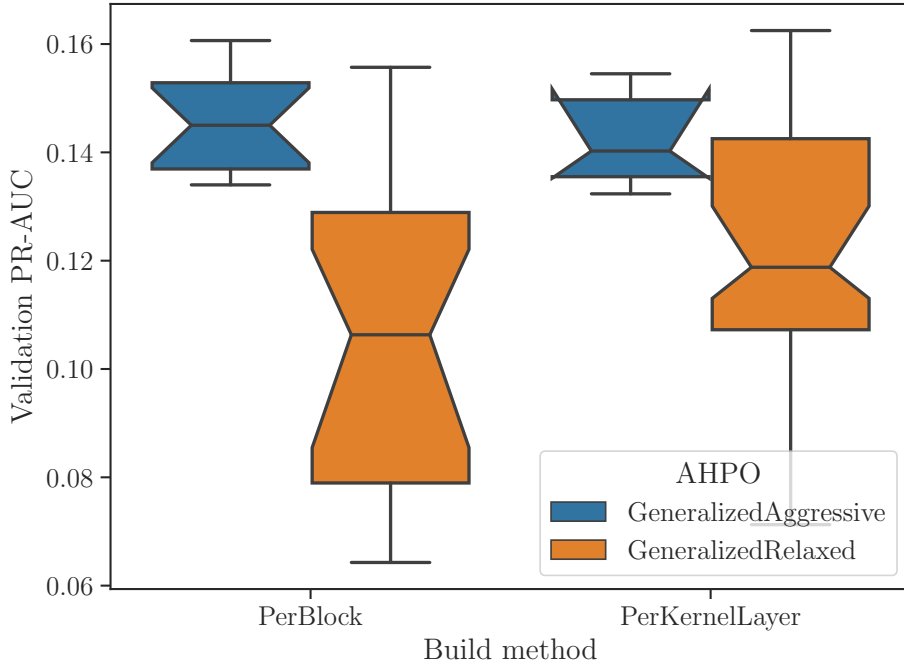 0.16
0.14
0.12
0.10
0.08
0.06
Validation PR-AUC
AHPO
GeneralizedAggressive
GeneralizedRelaxed
PerBlock
PerKernelLayer
Build method